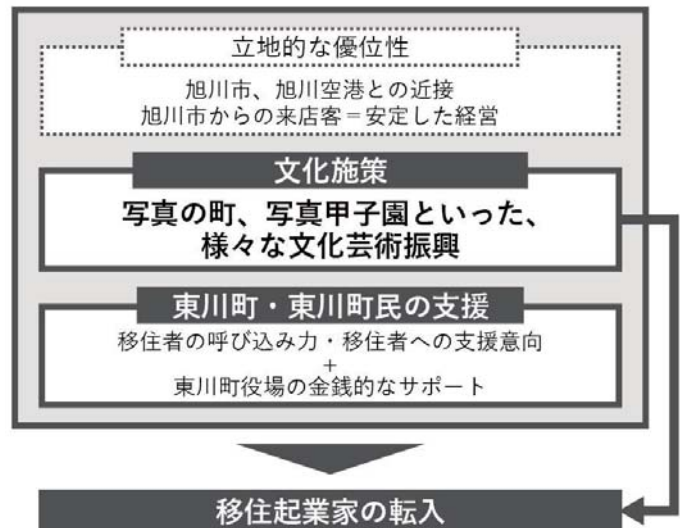 立地的な優位性
旭川市、旭川空港との近接
旭川市からの来店客＝安定した経営
文化施策
写真の町、写真甲子園といった、
様々な文化芸術振興
東川町・東川町民の支援
移住者の呼び込み力・移住者への支援意向
+
東川町役場の金銭的なサポート
移住起業家の転入